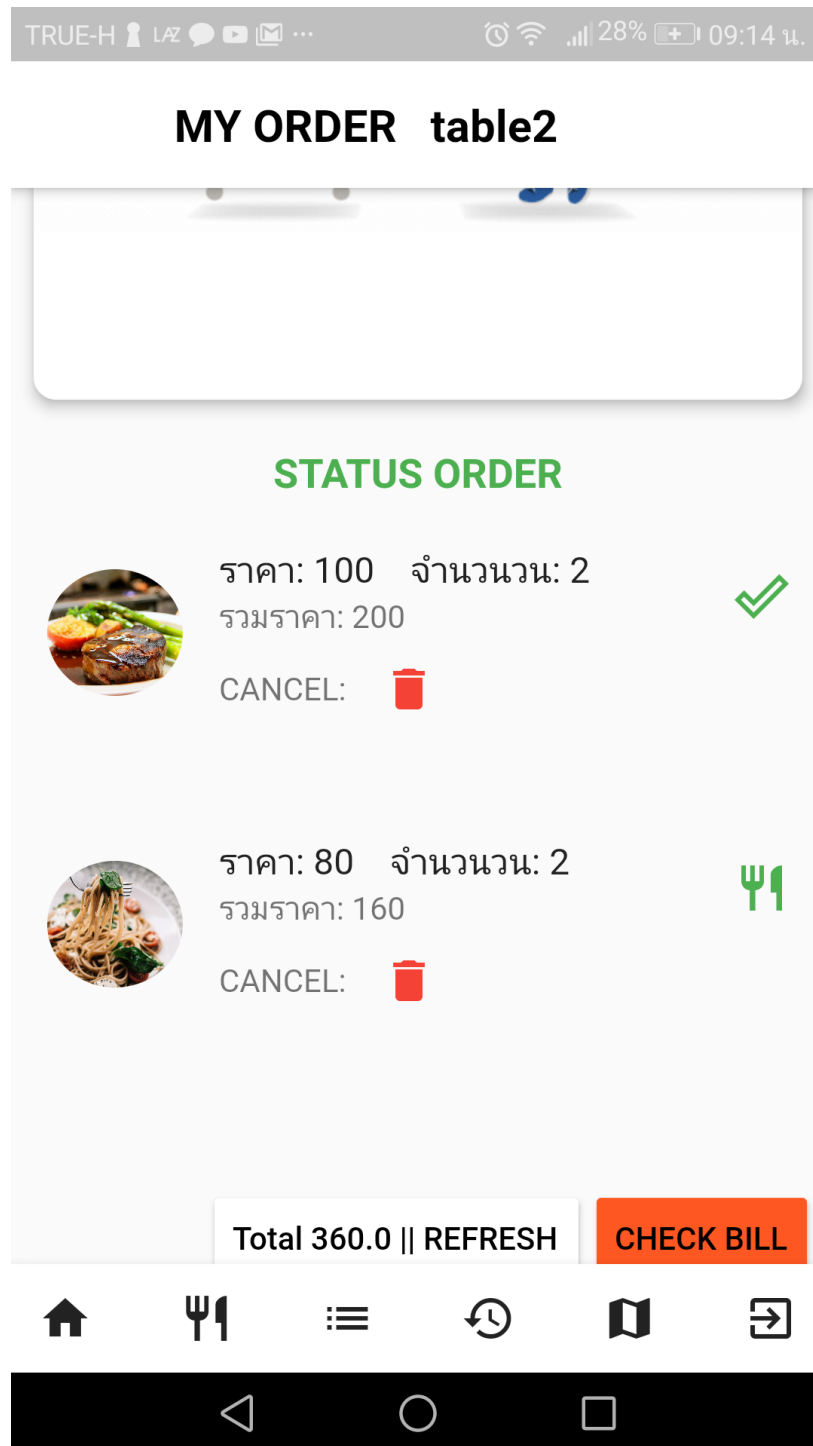 TRUE-H LAZ 28% 09:14 น.
MY ORDER table2
STATUS ORDER
ราคา: 100 จำนวนวน: 2
รวมราคา: 200
CANCEL:
ราคา: 80 จำนวนวน: 2
รวมราคา: 160
CANCEL:
Total 360.0 || REFRESH
CHECK BILL